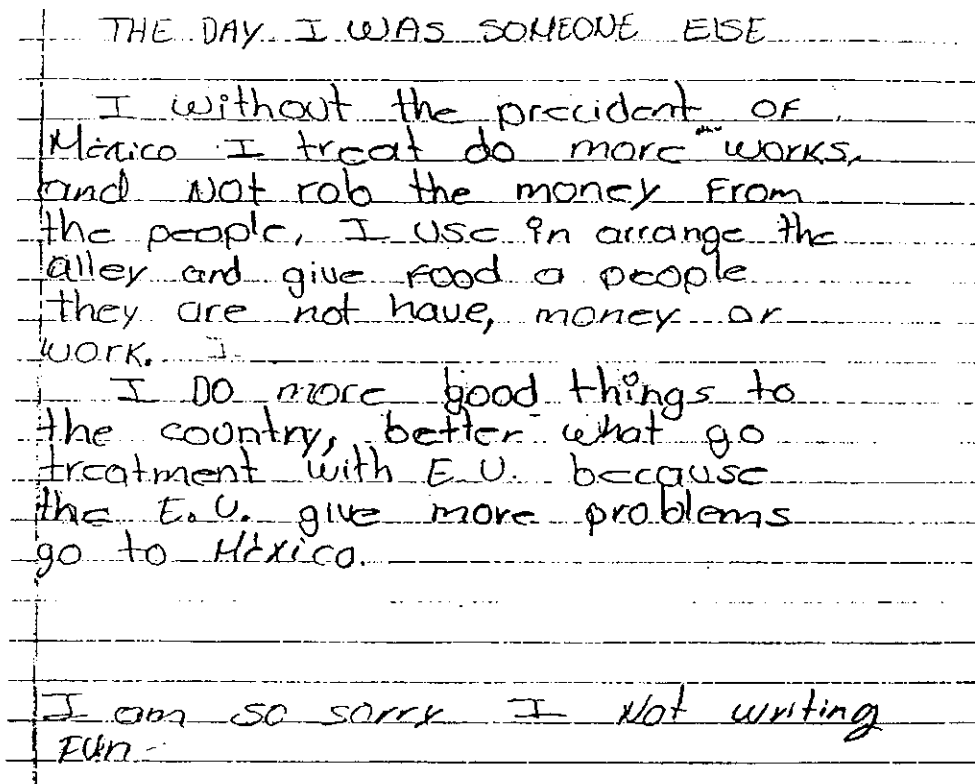 THE DAY I WAS SOMEONE ELSE
I without the precident of
México I treat do more works,
and Not rob the money From
the people, I use in arrange the
alley and give Food a people
they are not have, money or
work.
I DO more good things to
the country, better what go
treatment with E.U. because
the E.U. give more problems
go to México.
I am so sorry I Not writing
Fun